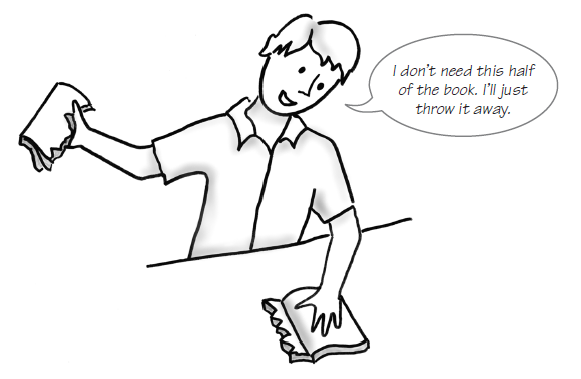 I don't need this half
of the book. I'll just
throw it away.